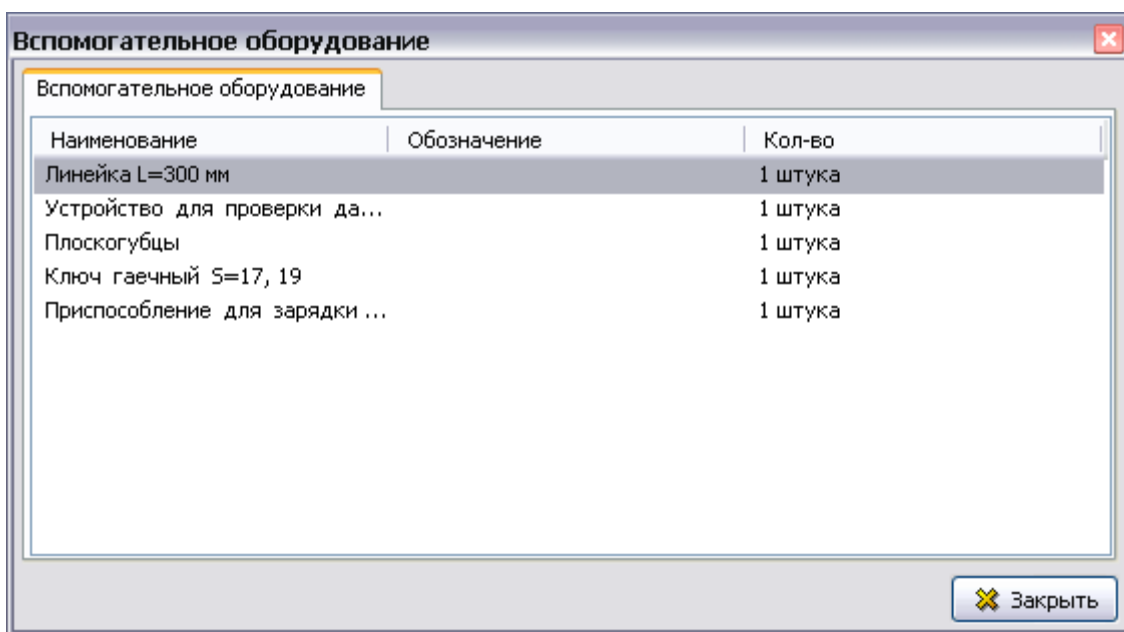 Вспомогательное оборудование
Вспомогательное оборудование
Наименование Обозначение Кол-во
Линейка L=300 мм 1 штука
Устройство для проверки да... 1 штука
Плоскогубцы 1 штука
Ключ гаечный S=17, 19 1 штука
Приспособление для зарядки ... 1 штука
Закрыть